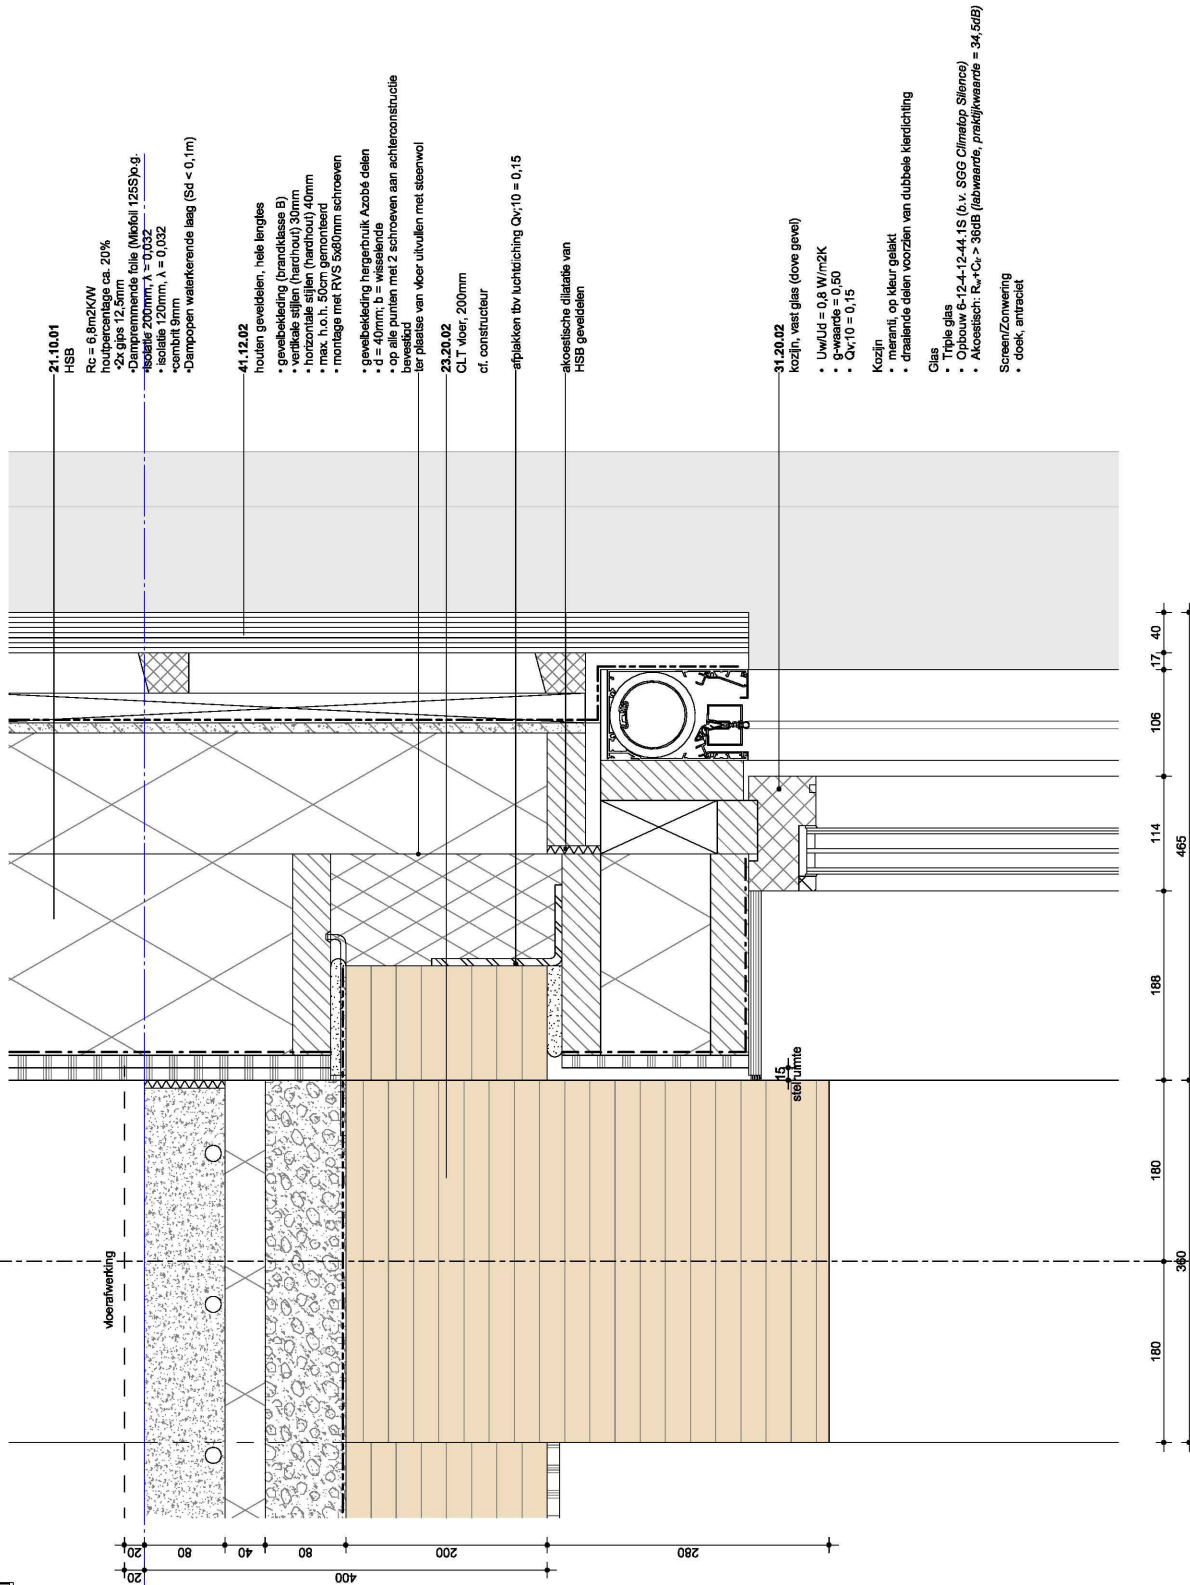 21.10.01
HSB
Rc = 6,8m2K/W
houtpercentage ca. 20%
•2x gips 12,5mm
•Dampremmende folie (Miofoil 125S)o.g.
•isolatie 200mm, λ = 0,032
• isolatie 120mm, λ = 0,032
•cembrit 9mm
•Dampopen waterkerende laag (Sd < 0,1m)
41.12.02
houten geveldelen, hele lengtes
• gevelbekleding (brandklasse B)
• vertikale stijlen (hardhout) 30mm
• horizontale stijlen (hardhout) 40mm
• max. h.o.h. 50cm gemonteerd
• montage met RVS 5x80mm schroeven
• gevelbekleding hergerbruik Azobé delen
• d = 40mm; b = wisselende
• op alle punten met 2 schroeven aan achterconstructie
bevestigd
ter plaatse van vloer uitvullen met steenwol
23.20.02
CLT vloer, 200mm
cf. constructeur
afplakken tbv luchtdiching Qv;10 = 0,15
akoestische dilatatie van
HSB geveldelen
31.20.02
kozijn, vast glas (dove gevel)
• Uw/Ud = 0,8 W/m2K
• g-waarde = 0,50
• Qv;10 = 0,15
Kozijn
• meranti, op kleur gelakt
• draaiende delen voorzien van dubbele kierdichting
Glas
• Triple glas
• Opbouw 6-12-4-12-44.1S (b.v. SGG Climatop Silence)
• Akoestisch: Rw+Ctr > 36dB (labwaarde, praktijkwaarde = 34,5dB)
Screen/Zonwering
• doek, antraciet
vloerafwerking
15
stelruimte
180
180
188
114
106
17
40
360
465
20
80
40
80
200
280
20
400